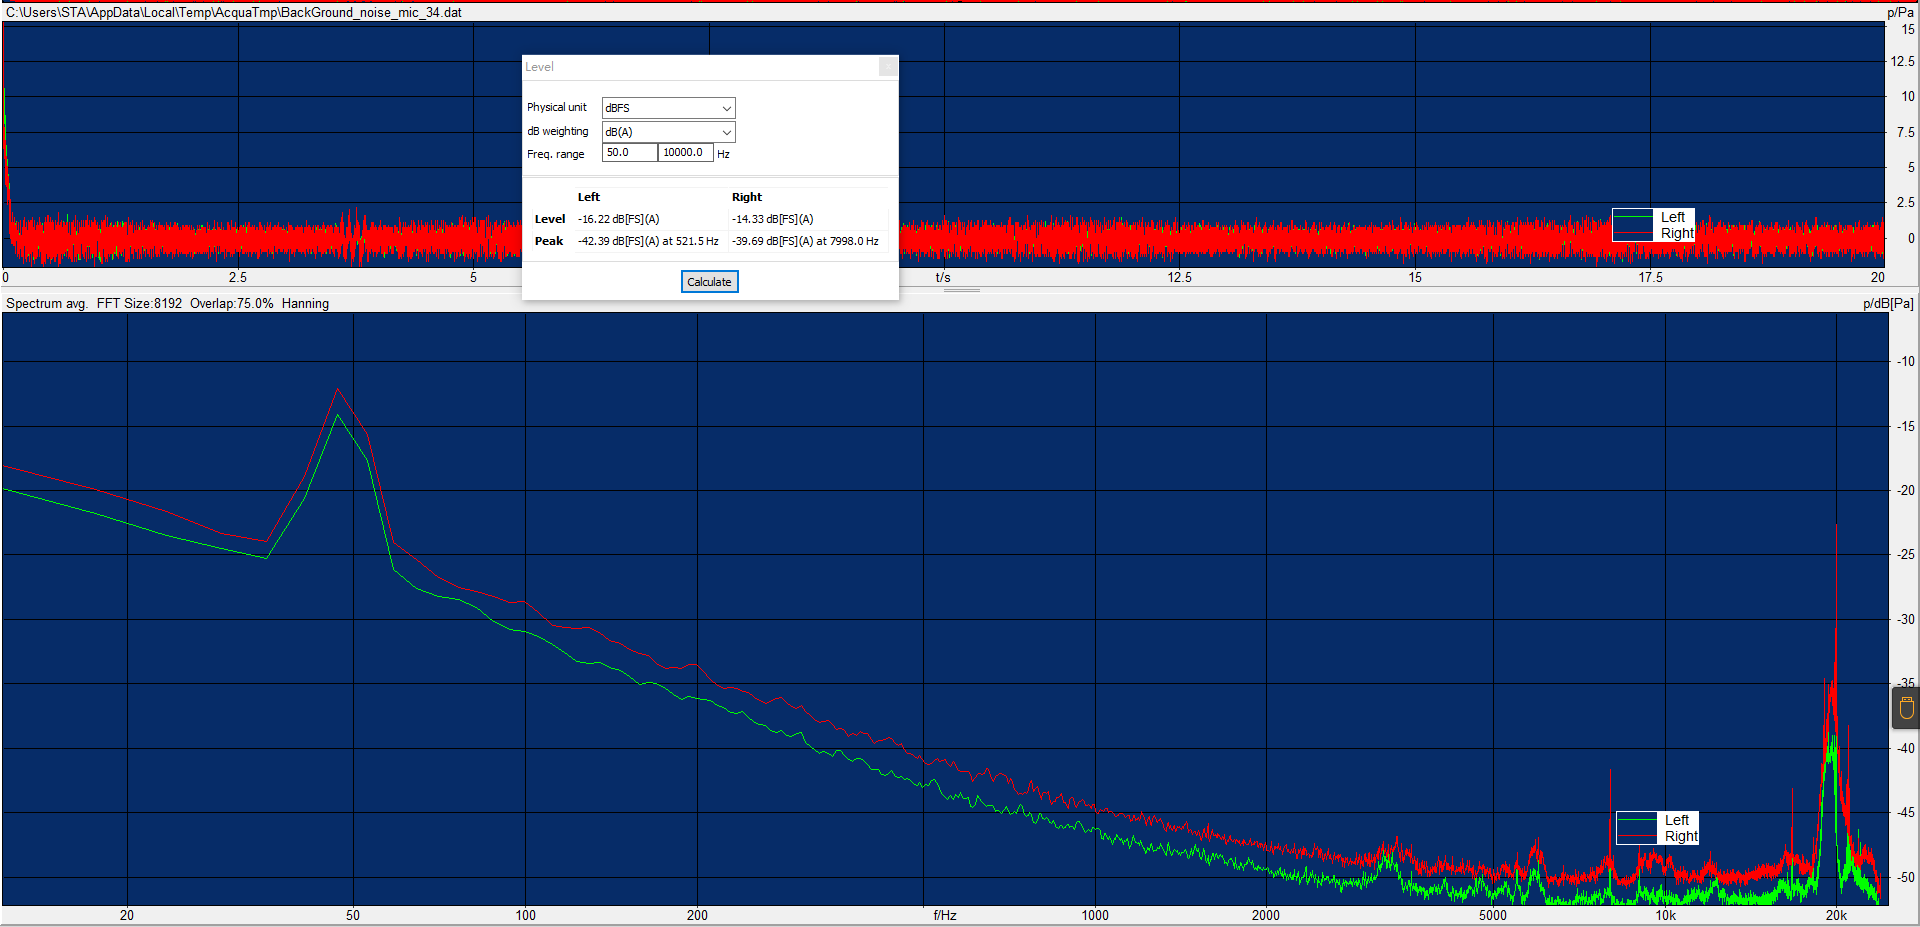 C:\Users\STA\AppData\Local\Temp\AcquaTmp\BackGround_noise_mic_34.dat
p/Pa
15
12.5
10
7.5
5
2.5
0
Level
Physical unit dBFS
dB weighting dB(A)
Freq. range 50.0 10000.0 Hz
Left Right
Level -16.22 dB[FS](A) -14.33 dB[FS](A)
Peak -42.39 dB[FS](A) at 521.5 Hz -39.69 dB[FS](A) at 7998.0 Hz
Calculate
Left
Right
0 2.5 5 t/s 12.5 15 17.5 20
Spectrum avg. FFT Size:8192 Overlap:75.0% Hanning
p/dB[Pa]
-10
-15
-20
-25
-30
-35
-40
-45
-50
Left
Right
20 50 100 200 f/Hz 1000 2000 5000 10k 20k